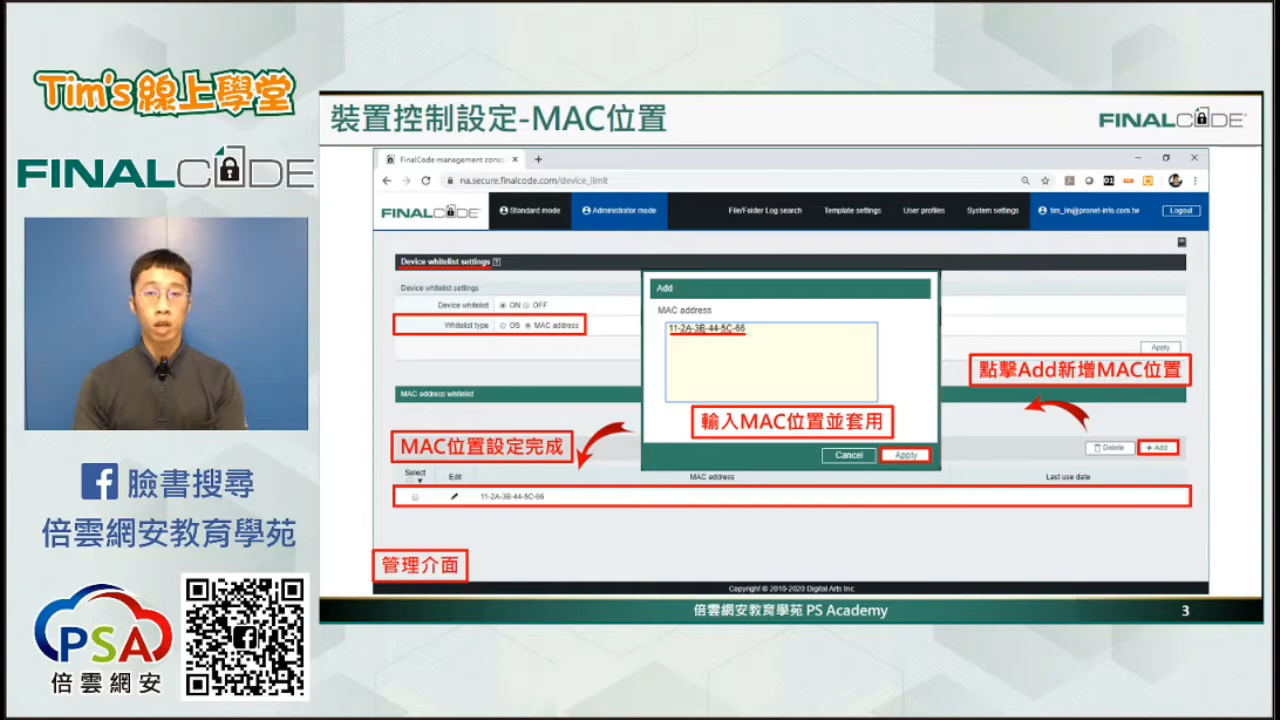 Tim's線上學堂
FINALCODE
臉書搜尋
倍雲網安教育學苑
PSA
倍雲網安
裝置控制設定-MAC位置
FINALCODE
FinalCode management conso
na.secure.finalcode.com/device_limit
FINALCODE
Standard mode
Administrator mode
File/Folder Log search
Template settings
User profiles
System settings
tim_lin@pronet-info.com.tw
Logout
Device whitelist settings
Device whitelist settings
Device whitelist
ON
OFF
Whitelist type
OS
MAC address
Apply
MAC address whitelist
Add
MAC address
11-2A-3B-44-5C-66
輸入MAC位置並套用
Cancel
Apply
點擊Add新增MAC位置
MAC位置設定完成
Delete
+ Add
Select
Edit
MAC address
Last use date
11-2A-3B-44-5C-66
管理介面
Copyright © 2010-2020 Digital Arts Inc.
倍雲網安教育學苑 PS Academy
3